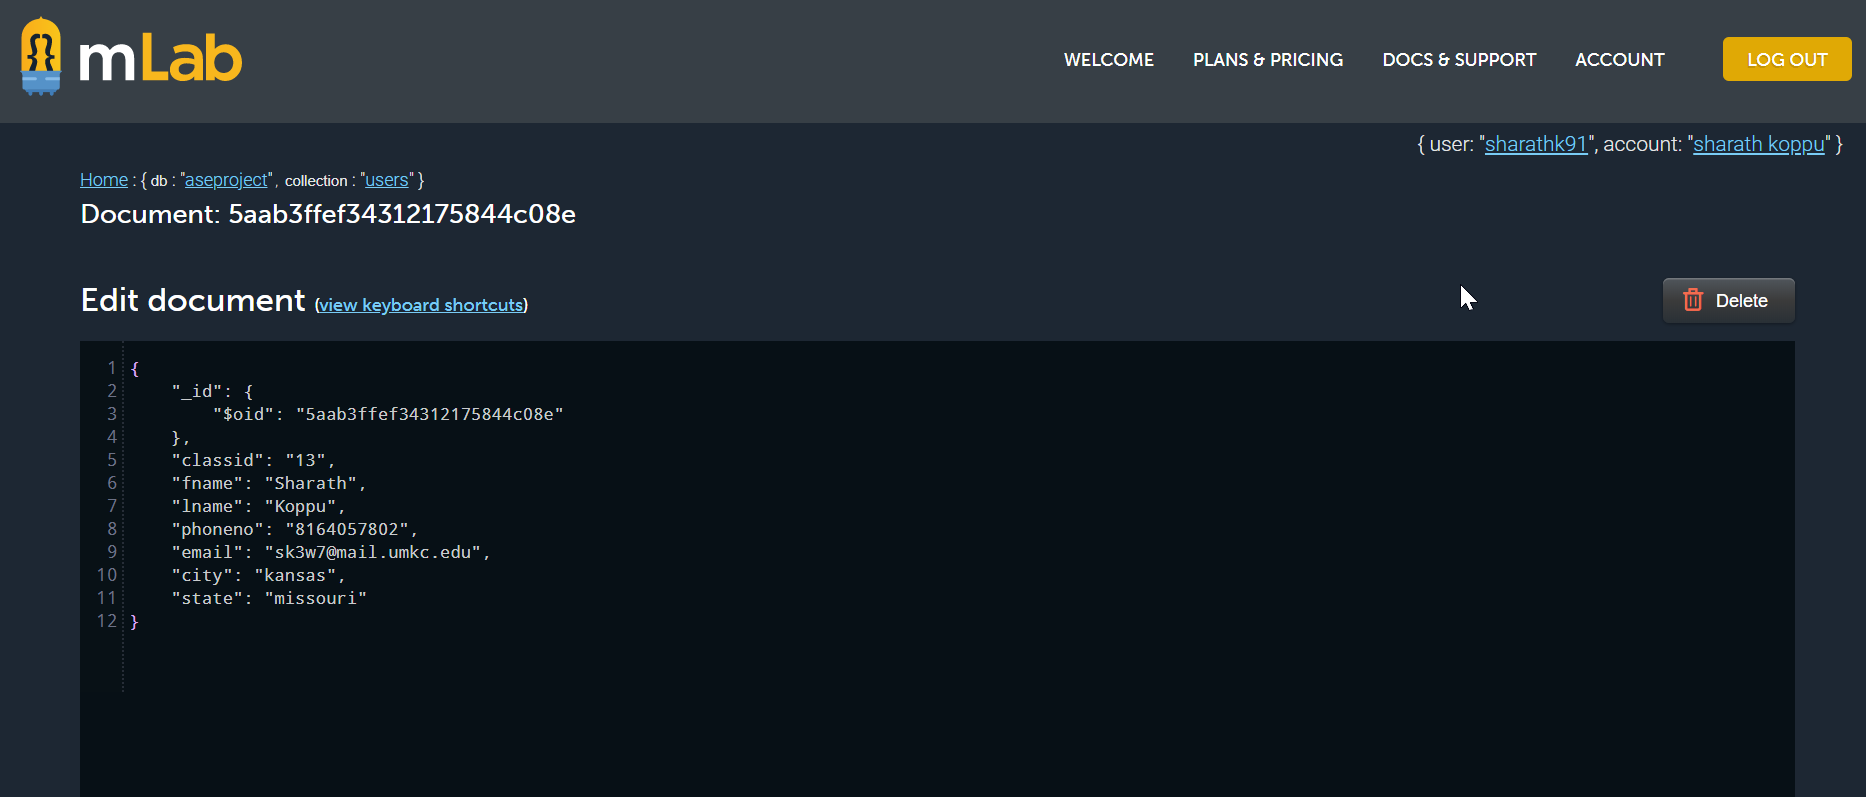 mLab
WELCOME PLANS & PRICING DOCS & SUPPORT ACCOUNT LOG OUT
{ user: "sharathk91", account: "sharath koppu" }
Home : { db : "aseproject", collection : "users" }
Document: 5aab3ffef34312175844c08e
Edit document (view keyboard shortcuts)
Delete
1 {
2 "_id": {
3 "$oid": "5aab3ffef34312175844c08e"
4 },
5 "classid": "13",
6 "fname": "Sharath",
7 "lname": "Koppu",
8 "phoneno": "8164057802",
9 "email": "sk3w7@mail.umkc.edu",
10 "city": "kansas",
11 "state": "missouri"
12 }